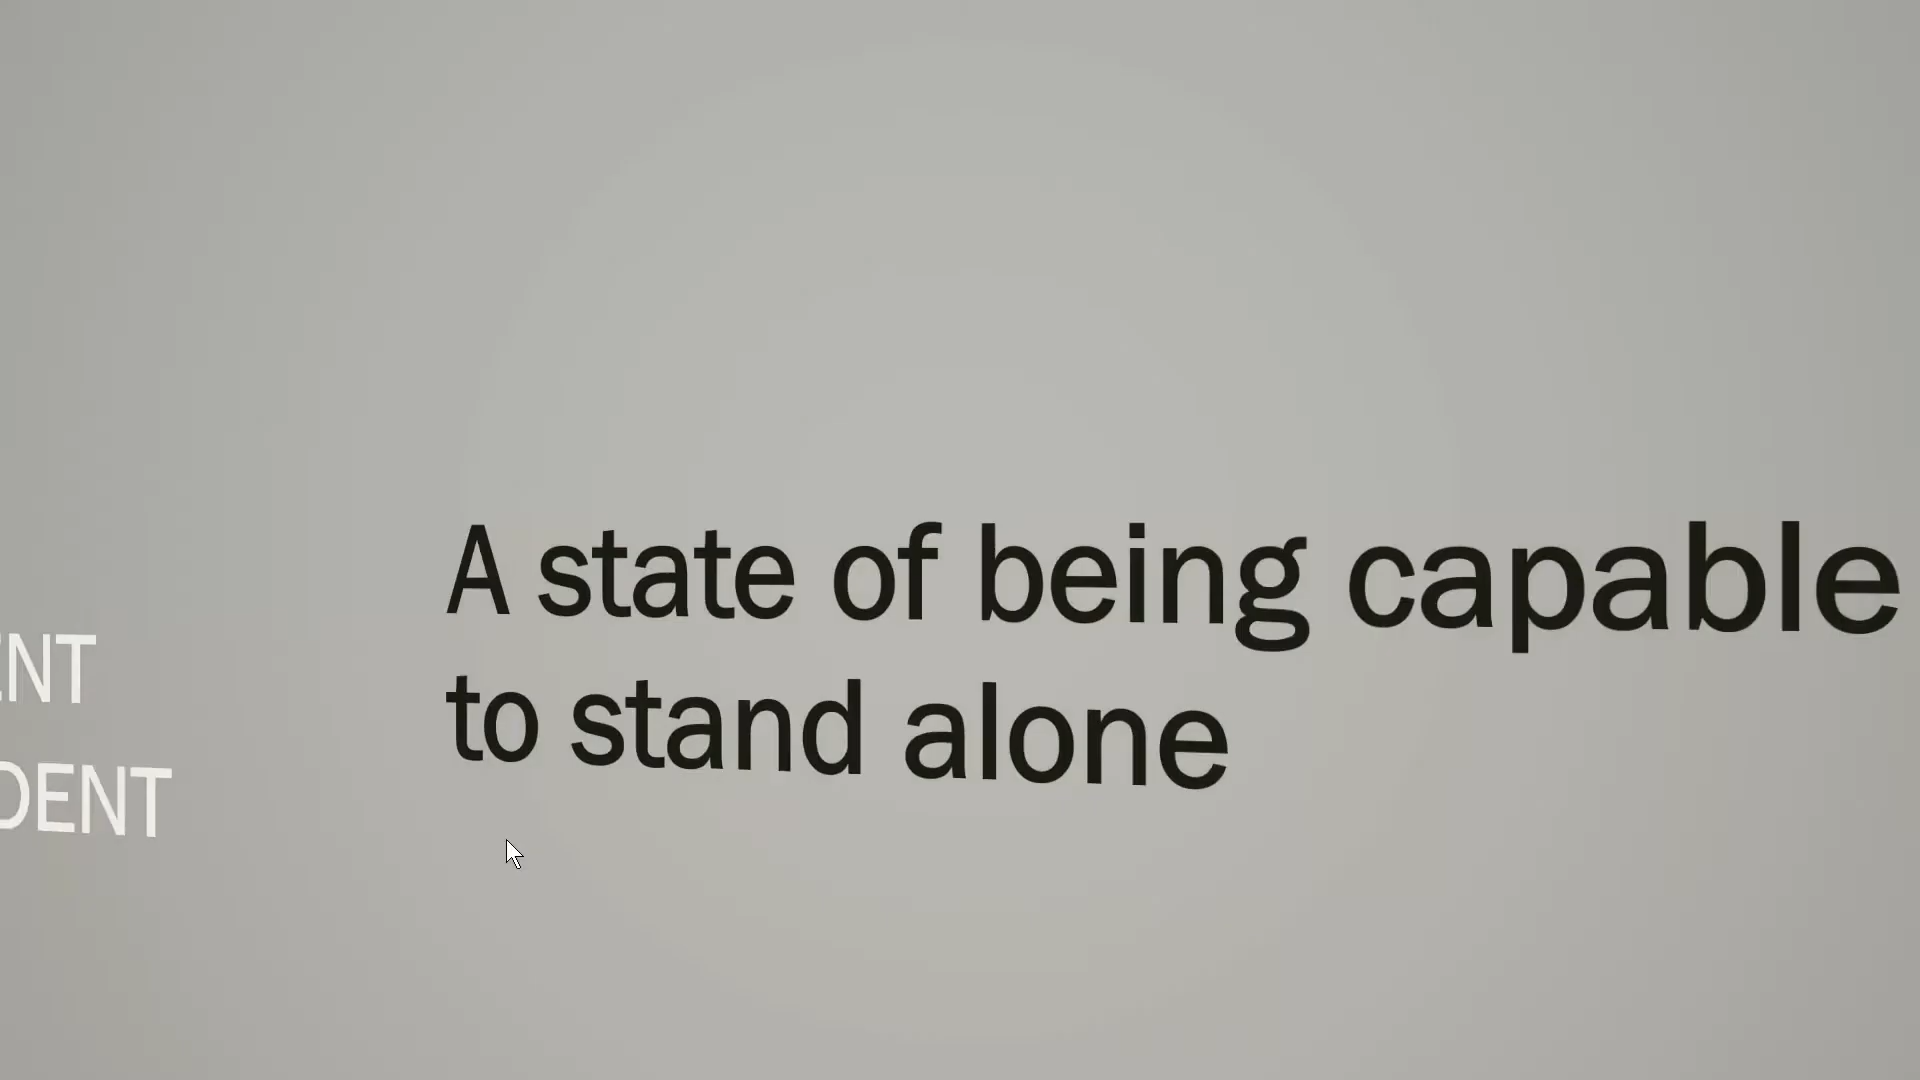 A state of being capable
to stand alone
ENT
DENT